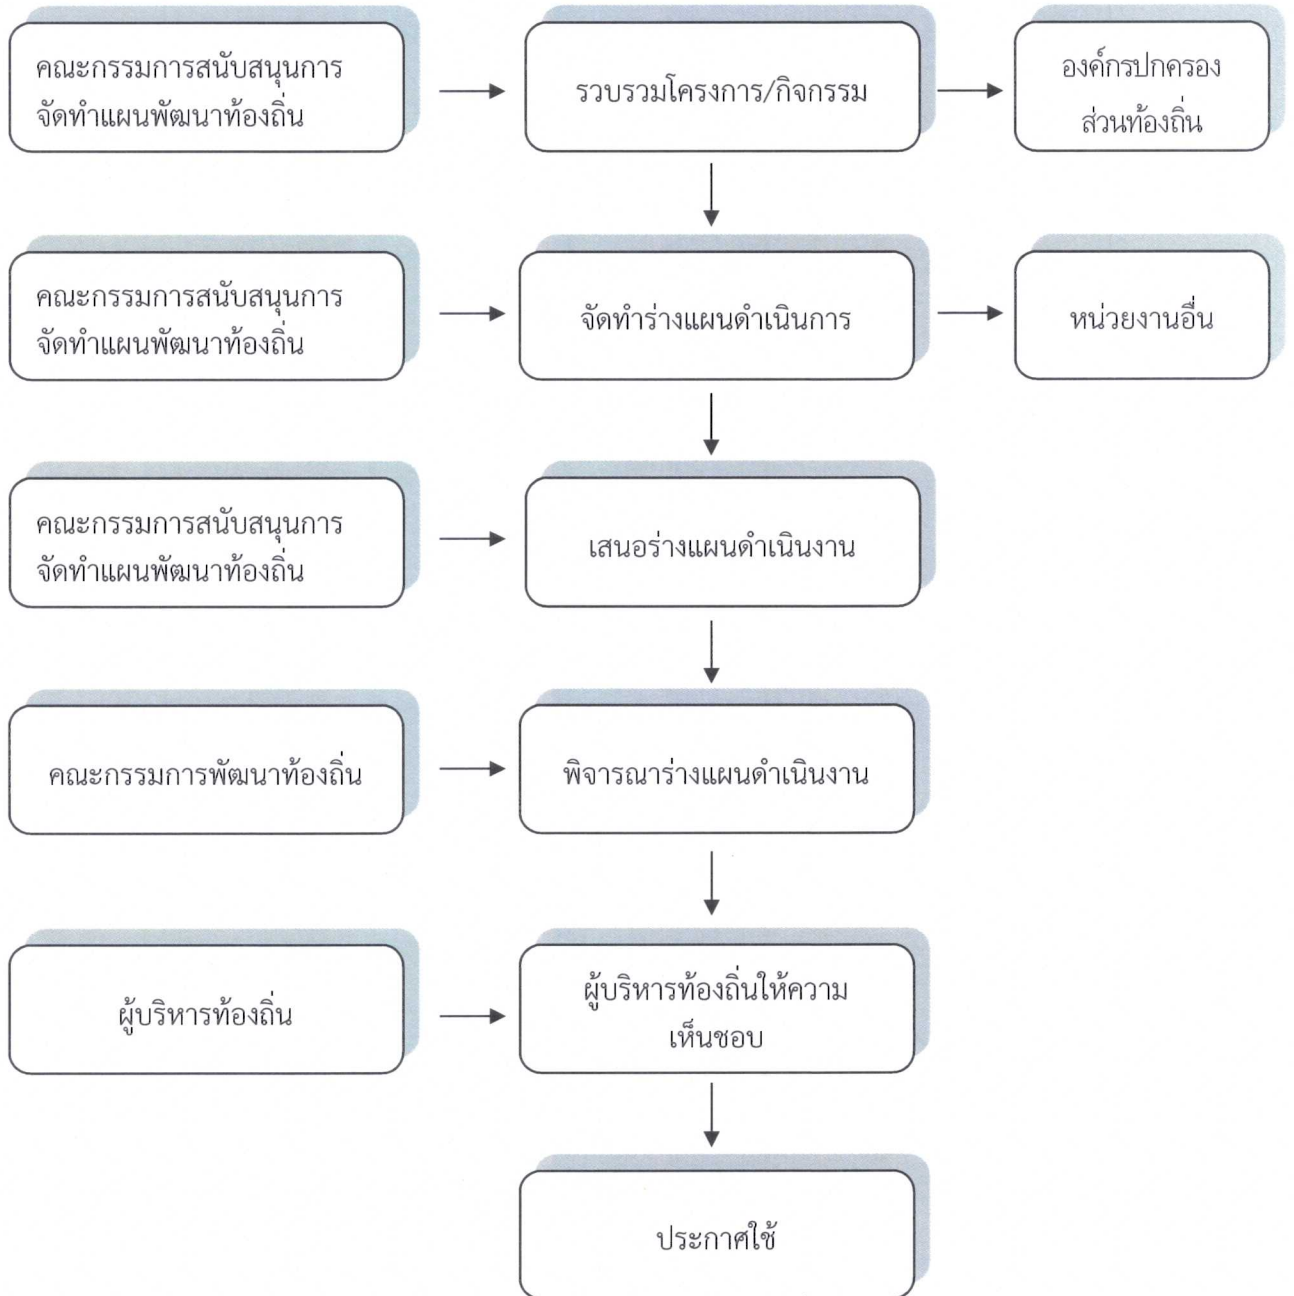 คณะกรรมการสนับสนุนการ
จัดทำแผนพัฒนาท้องถิ่น
รวบรวมโครงการ/กิจกรรม
องค์กรปกครอง
ส่วนท้องถิ่น
คณะกรรมการสนับสนุนการ
จัดทำแผนพัฒนาท้องถิ่น
จัดทำร่างแผนดำเนินการ
หน่วยงานอื่น
คณะกรรมการสนับสนุนการ
จัดทำแผนพัฒนาท้องถิ่น
เสนอร่างแผนดำเนินงาน
คณะกรรมการพัฒนาท้องถิ่น
พิจารณาร่างแผนดำเนินงาน
ผู้บริหารท้องถิ่น
ผู้บริหารท้องถิ่นให้ความ
เห็นชอบ
ประกาศใช้